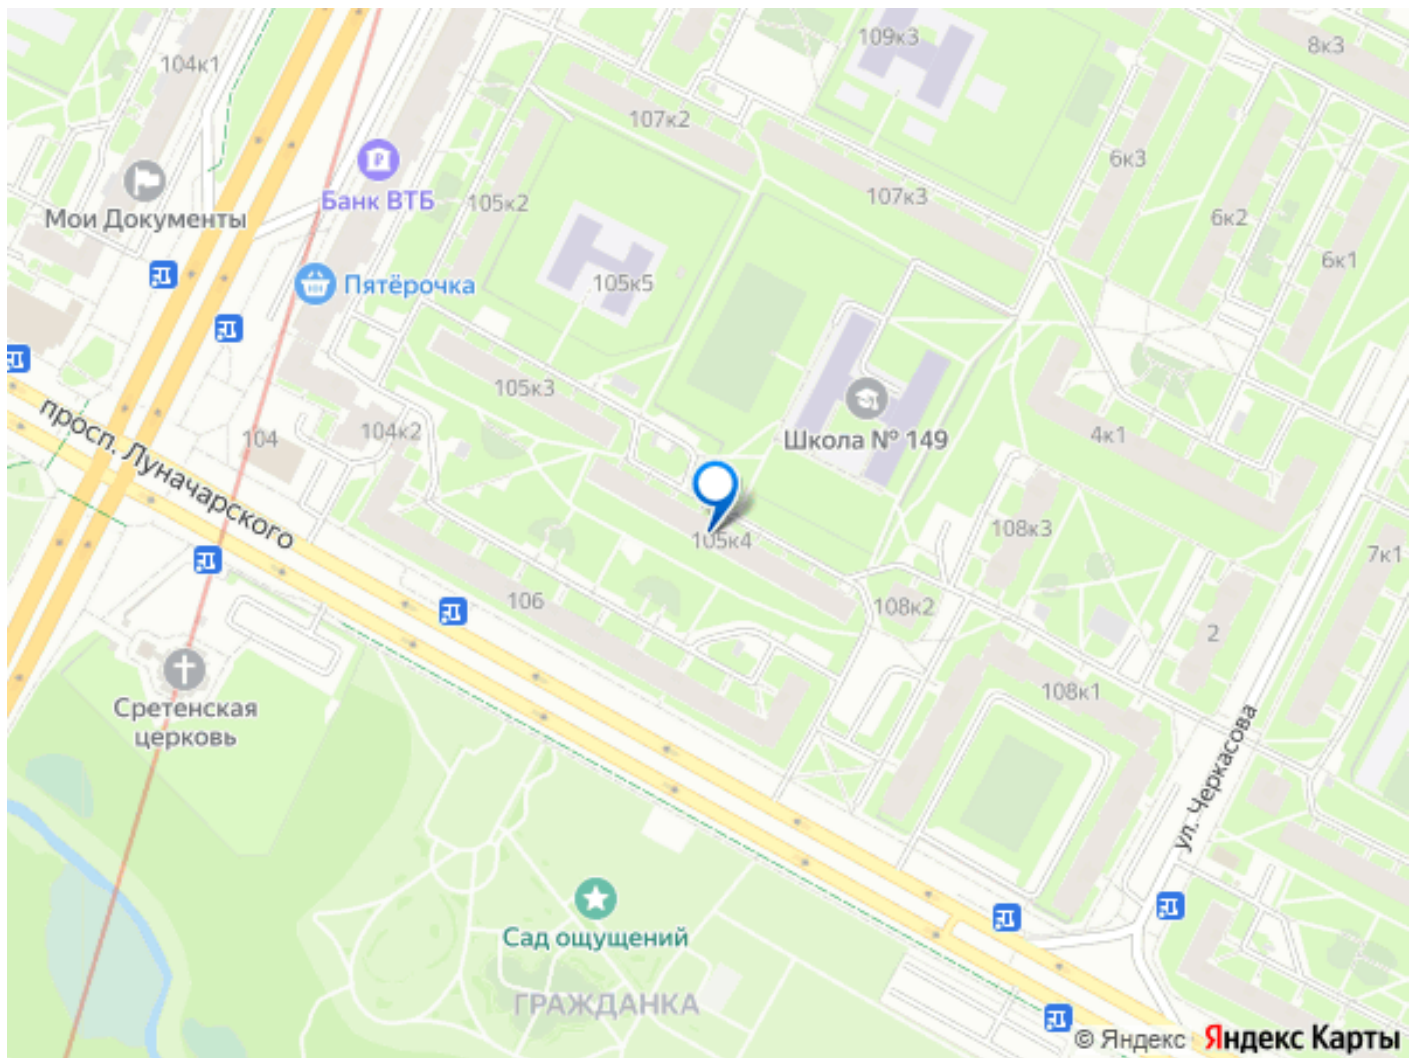 109к3
8к3
104к1
107к2
6к3
Банк ВТБ
Мои Документы
105к2
107к3
6к2
6к1
Пятёрочка
105к5
105к3
просп. Луначарского
104
104к2
Школа № 149
4к1
108к3
105к4
7к1
106
108к2
2
108к1
Сретенская
церковь
ул. Черкасова
Сад ощущений
ГРАЖДАНКА
© Яндекс Яндекс Карты